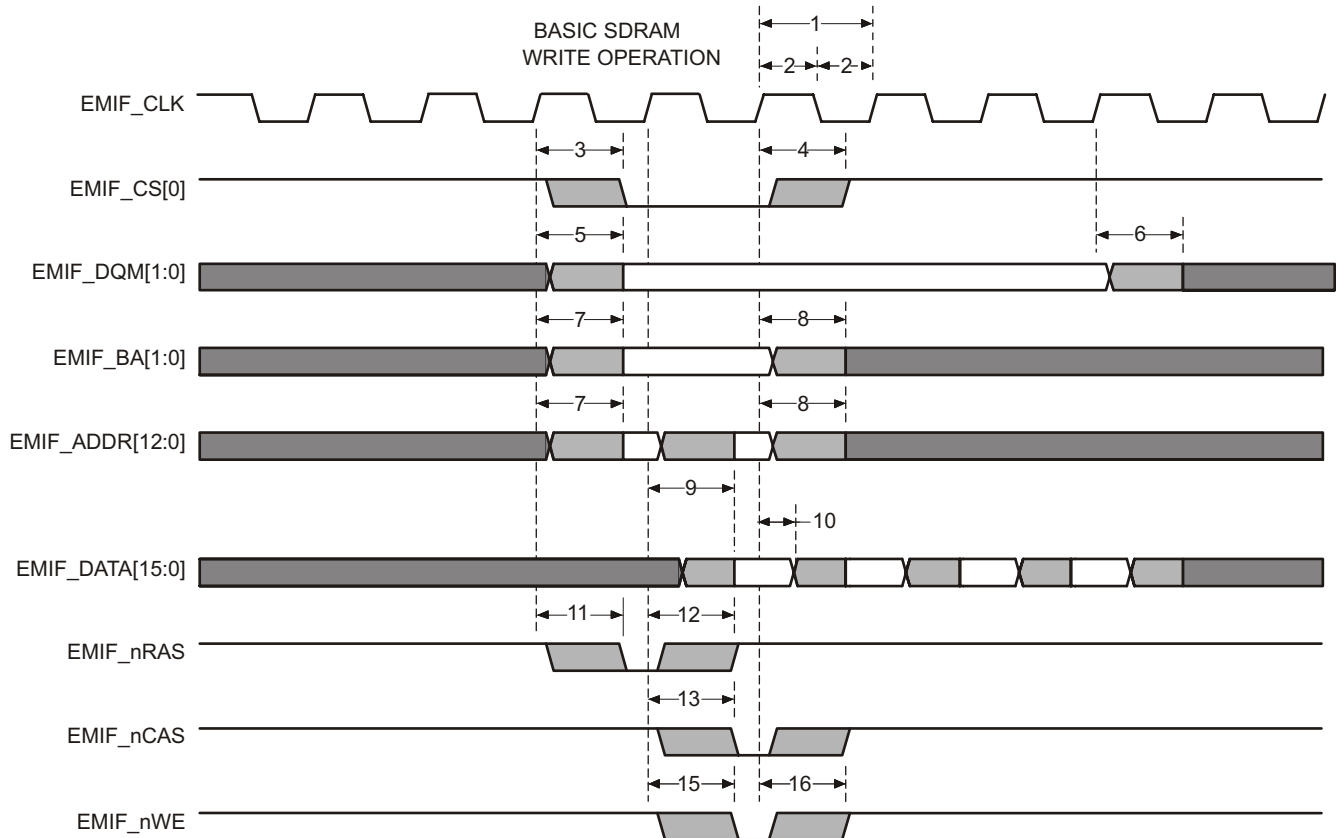 BASIC SDRAM
WRITE OPERATION
1
2 2
EMIF_CLK
3 4
EMIF_CS[0]
5 6
EMIF_DQM[1:0]
7 8
EMIF_BA[1:0]
7 8
EMIF_ADDR[12:0]
9
10
EMIF_DATA[15:0]
11 12
EMIF_nRAS
13
EMIF_nCAS
15 16
EMIF_nWE